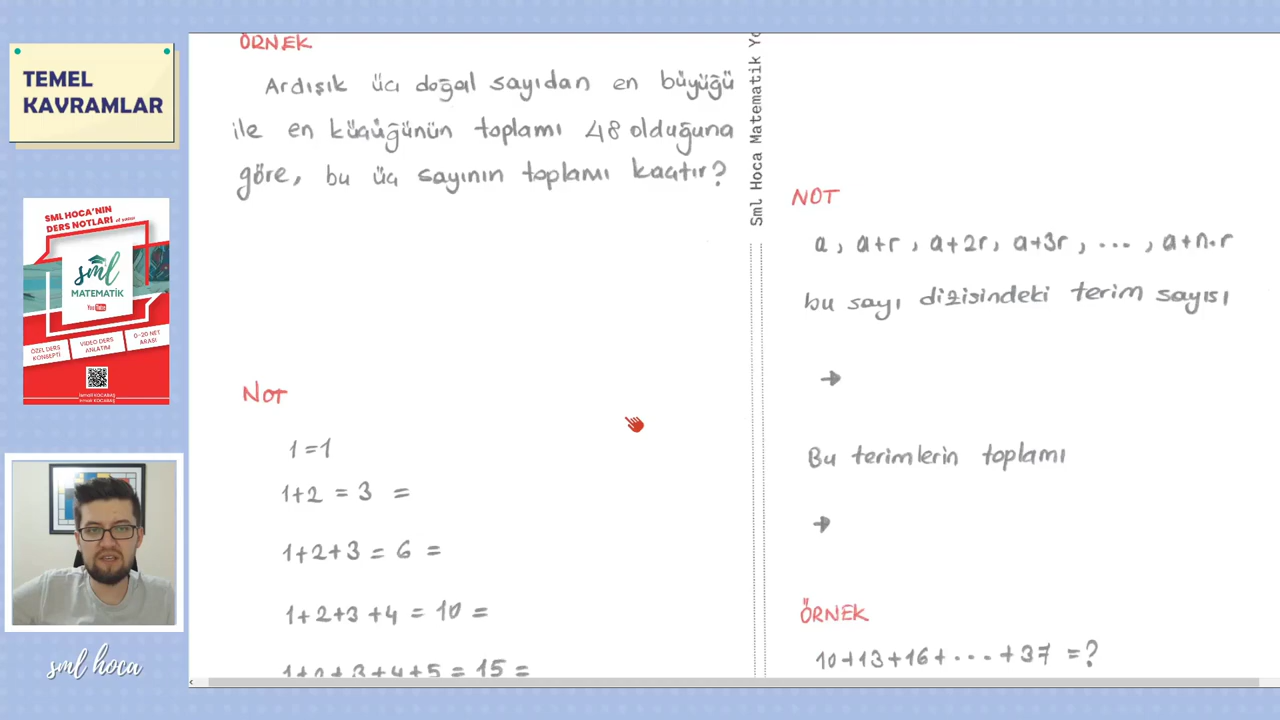 TEMEL
KAVRAMLAR
SML HOCA'NIN
DERS NOTLARI
sml
MATEMATİK
YouTube
ÖZEL DERS
KONSEPTİ
VIDEO DERS
ANLATIM
0-20 NET
ARASI
İsmail KOCABAŞ
sml hoca
ÖRNEK
Ardışık üç doğal sayıdan en büyüğü
ile en küçüğünün toplamı 48 olduğuna
göre, bu üç sayının toplamı kaçtır?
NOT
1=1
1+2 = 3 =
1+2+3 = 6 =
1+2+3+4 = 10 =
1+2+3+4+5 = 15 =
Sml Hoca Matematik
NOT
a, a+r, a+2r, a+3r, ... , a+n.r
bu sayı dizisindeki terim sayısı
→
Bu terimlerin toplamı
→
ÖRNEK
10+13+16+...+37 =?